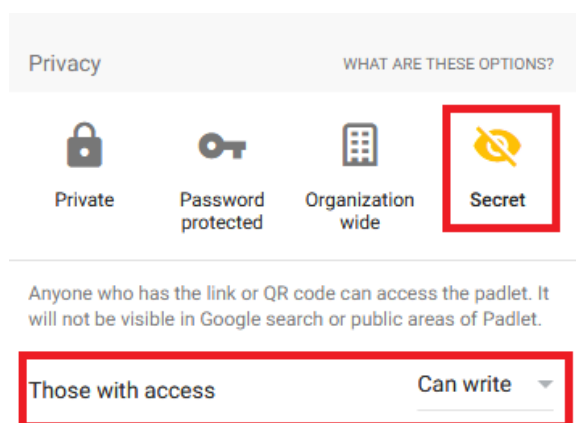 Privacy WHAT ARE THESE OPTIONS?
Private Password protected Organization wide Secret
Anyone who has the link or QR code can access the padlet. It
will not be visible in Google search or public areas of Padlet.
Those with access Can write